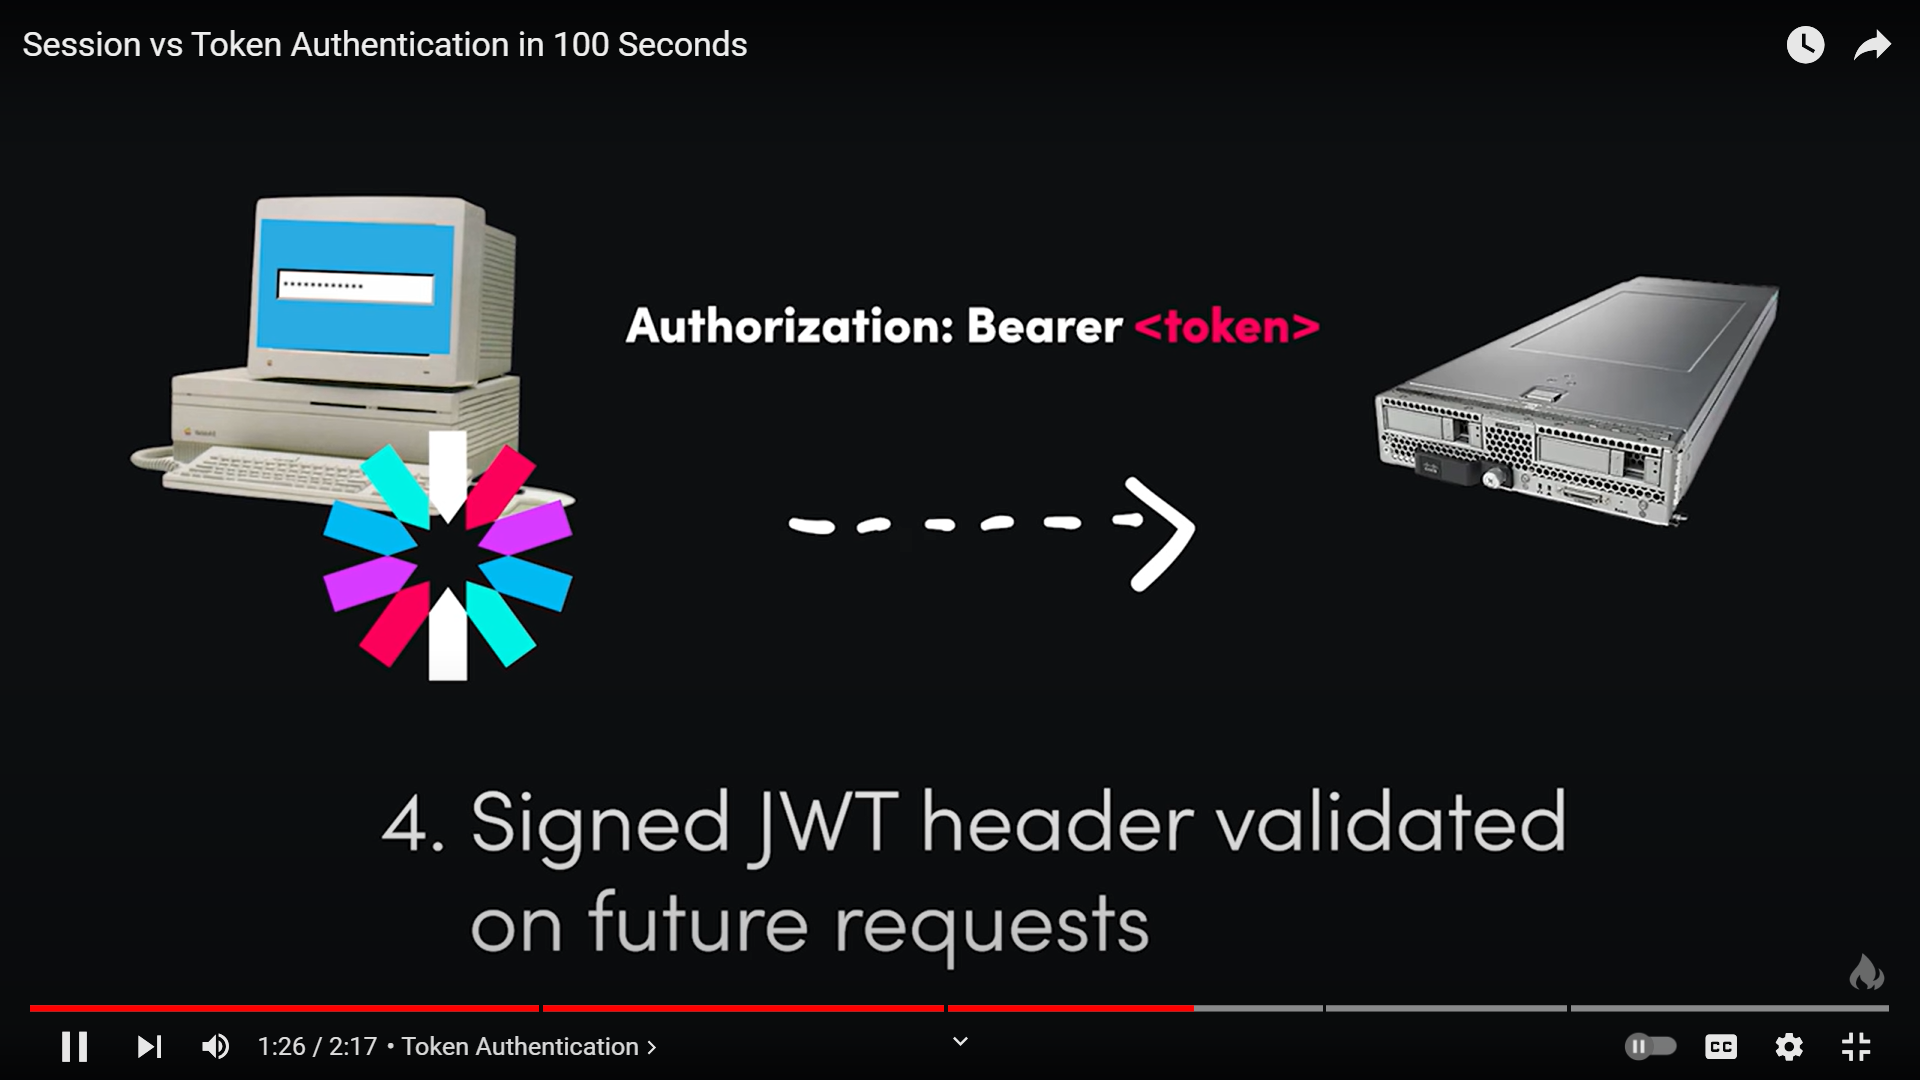 Session vs Token Authentication in 100 Seconds
Authorization: Bearer <token>
4. Signed JWT header validated
on future requests
1:26 / 2:17 • Token Authentication ›
CC